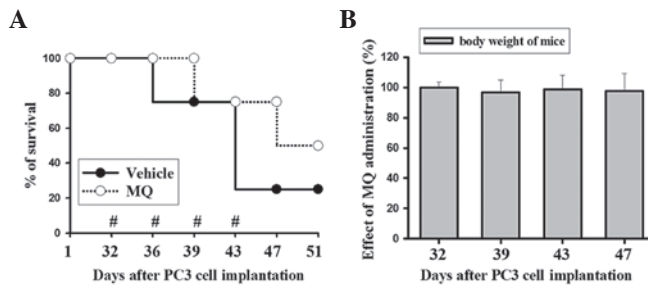 A
% of survival
100
80
60
40
20
0
Vehicle
MQ
# # # #
1 32 36 39 43 47 51
Days after PC3 cell implantation
B
Effect of MQ administration (%)
body weight of mice
120
100
80
60
40
20
0
32 39 43 47
Days after PC3 cell implantation